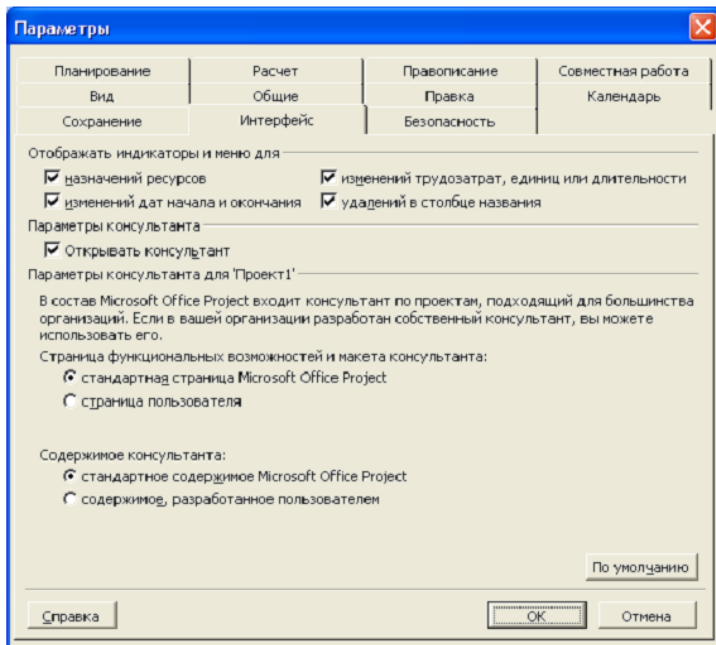 Параметры
Планирование Расчет Правописание Совместная работа
Вид Общие Правка Календарь
Сохранение Интерфейс Безопасность
Отображать индикаторы и меню для
назначений ресурсов изменений трудозатрат, единиц или длительности
изменений дат начала и окончания удалений в столбце названия
Параметры консультанта
Открывать консультант
Параметры консультанта для 'Проект1'
В состав Microsoft Office Project входит консультант по проектам, подходящий для большинства
организаций. Если в вашей организации разработан собственный консультант, вы можете
использовать его.
Страница функциональных возможностей и макета консультанта:
стандартная страница Microsoft Office Project
страница пользователя
Содержимое консультанта:
стандартное содержимое Microsoft Office Project
содержимое, разработанное пользователем
По умолчанию
Справка ОК Отмена